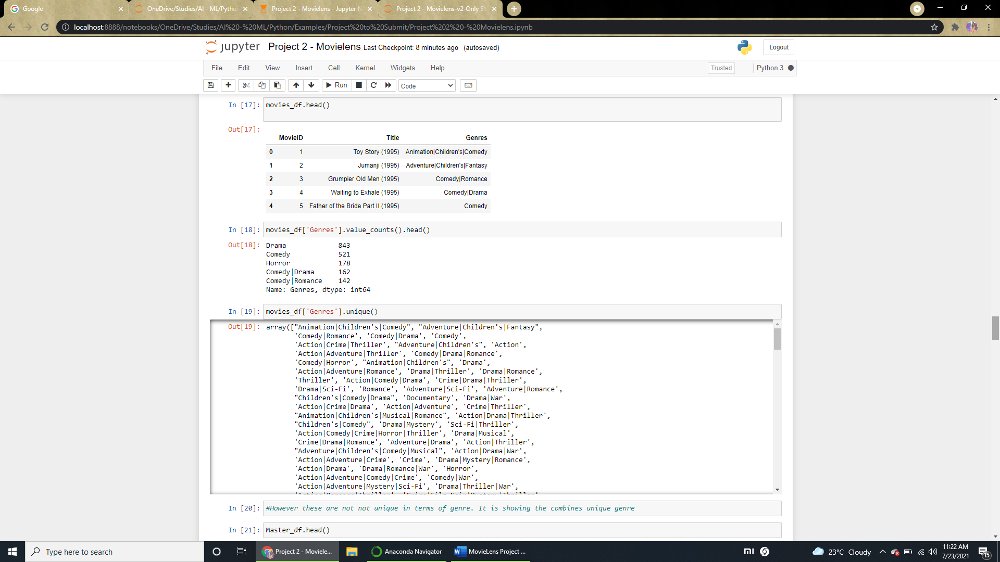 Google
OneDrive/Studies/AI - ML/Pytho
Project 2 - Movielens - Jupyter N
Project 2 - Movielens-v2-Only SV
localhost:8888/notebooks/OneDrive/Studies/AI%20-%20ML/Python/Examples/Project%20to%20Submit/Project%202%20-%20Movielens.ipynb
jupyter Project 2 - Movielens Last Checkpoint: 8 minutes ago (autosaved)
Logout
File Edit View Insert Cell Kernel Widgets Help
Trusted
Python 3
Run
Code
In [17]: movies_df.head()
Out[17]:
MovieID Title Genres
0 1 Toy Story (1995) Animation|Children's|Comedy
1 2 Jumanji (1995) Adventure|Children's|Fantasy
2 3 Grumpier Old Men (1995) Comedy|Romance
3 4 Waiting to Exhale (1995) Comedy|Drama
4 5 Father of the Bride Part II (1995) Comedy
In [18]: movies_df['Genres'].value_counts().head()
Out[18]: Drama 843
Comedy 521
Horror 178
Comedy|Drama 162
Comedy|Romance 142
Name: Genres, dtype: int64
In [19]: movies_df['Genres'].unique()
Out[19]: array(["Animation|Children's|Comedy", "Adventure|Children's|Fantasy",
'Comedy|Romance', 'Comedy|Drama', 'Comedy',
'Action|Crime|Thriller', "Adventure|Children's", 'Action',
'Action|Adventure|Thriller', 'Comedy|Drama|Romance',
'Comedy|Horror', "Animation|Children's", 'Drama',
'Action|Adventure|Romance', 'Drama|Thriller', 'Drama|Romance',
'Thriller', 'Action|Comedy|Drama', 'Crime|Drama|Thriller',
'Drama|Sci-Fi', 'Romance', 'Adventure|Sci-Fi', 'Adventure|Romance',
"Children's|Comedy|Drama", 'Documentary', 'Drama|War',
'Action|Crime|Drama', 'Action|Adventure', 'Crime|Thriller',
"Animation|Children's|Musical|Romance", 'Action|Drama|Thriller',
"Children's|Comedy", 'Drama|Mystery', 'Sci-Fi|Thriller',
'Action|Comedy|Crime|Horror|Thriller', 'Drama|Musical',
'Crime|Drama|Romance', 'Adventure|Drama', 'Action|Thriller',
"Adventure|Children's|Comedy|Musical", 'Action|Drama|War',
'Action|Adventure|Crime', 'Crime', 'Drama|Mystery|Romance',
'Action|Drama', 'Drama|Romance|War', 'Horror',
'Action|Adventure|Comedy|Crime', 'Comedy|War',
'Action|Adventure|Mystery|Sci-Fi', 'Drama|Thriller|War',
'Action|Romance|Thriller', 'Crime|Film-Noir|Mystery|Thriller',
In [20]: #However these are not not unique in terms of genre. It is showing the combines unique genre
In [21]: Master_df.head()
Type here to search
Project 2 - Moviele...
Anaconda Navigator
MovieLens Project ...
23°C Cloudy
11:22 AM
7/23/2021
15